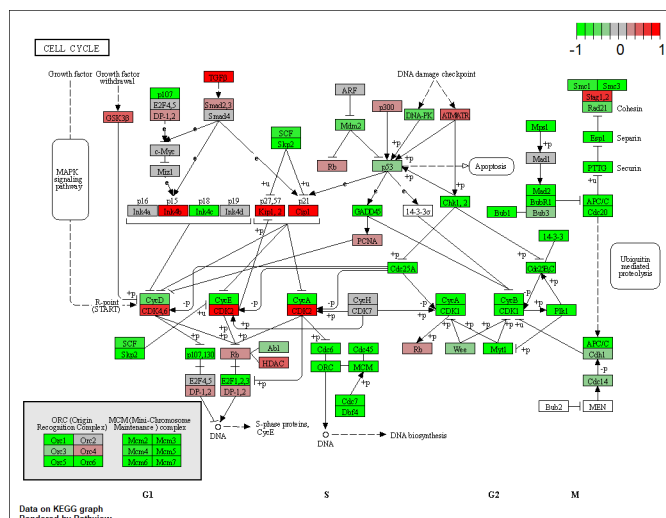 CELL CYCLE
-1 0 1
Growth factor
Growth factor withdrawal
TGFβ
DNA damage checkpoint
Smc1 Smc3
Stag1,2
Rad21
Cohesin
p107
E2F4,5
DP-1,2
Smad2,3
Smad4
ARF
p300
DNA-PK
ATMATR
GSK3β
Mdm2
SCF
Skp2
Mps1
Esp1
Separin
c-Myc
Mad1
Rb
p53
Apoptosis
Miz1
PTTG
Securin
MAPK
signaling
pathway
Mad2
BubR1
Bub1
Bub3
APC/C
Cdc20
p16 p15 p18 p19 p27,57 p21
Ink4a Ink4b Ink4c Ink4d Kip1,2 Cip1
GADD45
14-3-3σ
Chk1,2
PCNA
14-3-3
Cdc25A
Cdc25B,C
Ubiquitin
mediated
proteolysis
R-point
(START)
CycD
CDK4,6
CycE
CDK2
CycA
CDK2
CycH
CDK7
CycA
CDK1
CycB
CDK1
Plk1
SCF
Skp2
p107,130
Rb
Abl
HDAC
Cdc6
Cdc45
ORC
MCM
Rb
Wee
Myt1
APC/C
Cdh1
Cdc14
E2F4,5
DP-1,2
E2F1,2,3
DP-1,2
Cdc7
Dbf4
Bub2
MEN
DNA
S-phase proteins,
CycE
DNA
DNA biosynthesis
ORC (Origin
Recognition Complex)
MCM (Mini-Chromosome
Maintenance) complex
Orc1 Orc2 Mcm2 Mcm3
Orc3 Orc4 Mcm4 Mcm5
Orc5 Orc6 Mcm6 Mcm7
G1 S G2 M
Data on KEGG graph
Rendered by Pathview